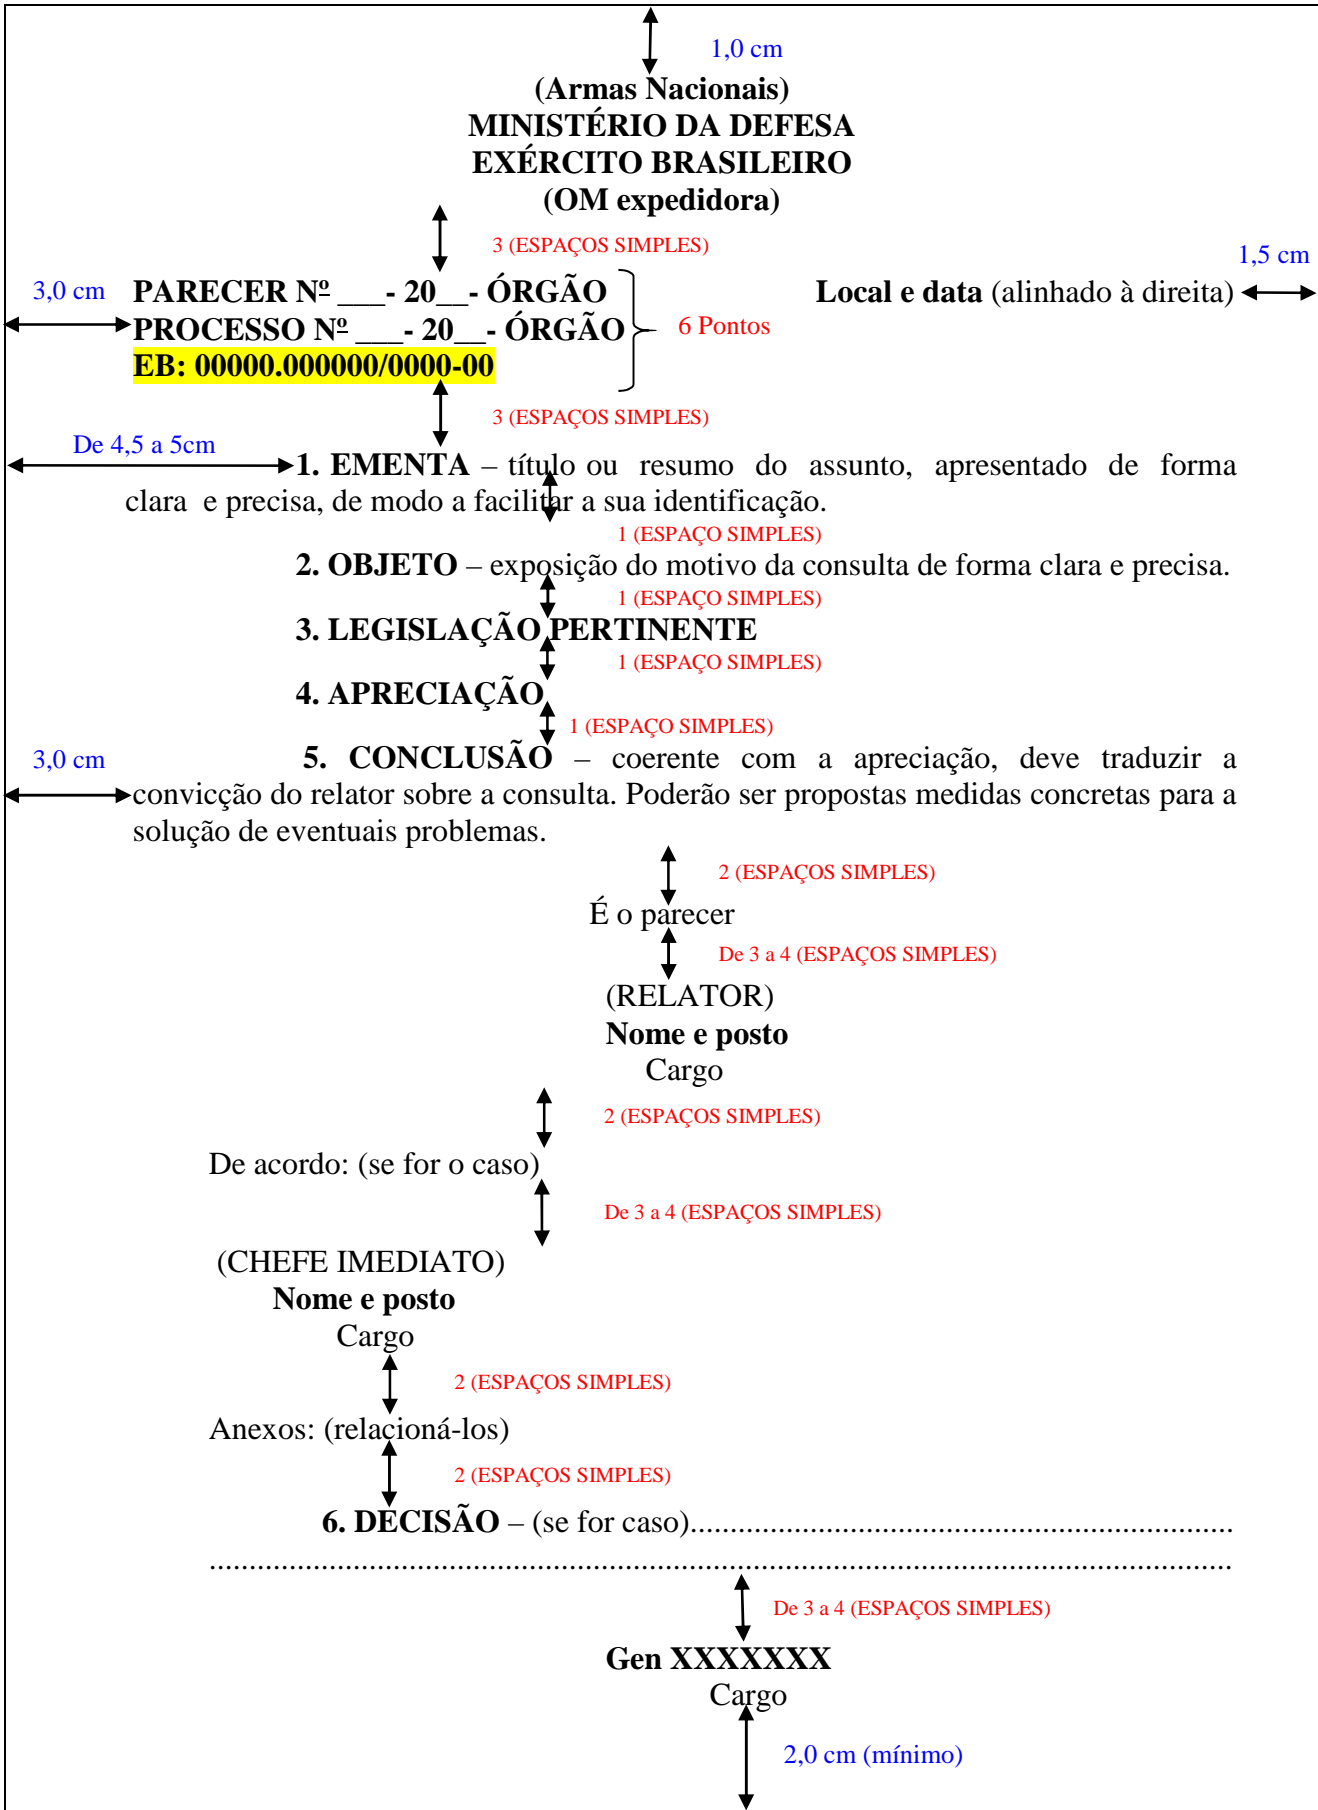 1,0 cm
(Armas Nacionais)
MINISTÉRIO DA DEFESA
EXÉRCITO BRASILEIRO
(OM expedidora)
3 (ESPAÇOS SIMPLES)
1,5 cm
3,0 cm PARECER Nº ___- 20__- ÓRGÃO Local e data (alinhado à direita)
PROCESSO Nº ___- 20__- ÓRGÃO 6 Pontos
EB: 00000.000000/0000-00
3 (ESPAÇOS SIMPLES)
De 4,5 a 5cm
1. EMENTA – título ou resumo do assunto, apresentado de forma
clara e precisa, de modo a facilitar a sua identificação.
1 (ESPAÇO SIMPLES)
2. OBJETO – exposição do motivo da consulta de forma clara e precisa.
1 (ESPAÇO SIMPLES)
3. LEGISLAÇÃO PERTINENTE
1 (ESPAÇO SIMPLES)
4. APRECIAÇÃO
1 (ESPAÇO SIMPLES)
3,0 cm 5. CONCLUSÃO – coerente com a apreciação, deve traduzir a
convicção do relator sobre a consulta. Poderão ser propostas medidas concretas para a
solução de eventuais problemas.
2 (ESPAÇOS SIMPLES)
É o parecer
De 3 a 4 (ESPAÇOS SIMPLES)
(RELATOR)
Nome e posto
Cargo
2 (ESPAÇOS SIMPLES)
De acordo: (se for o caso)
De 3 a 4 (ESPAÇOS SIMPLES)
(CHEFE IMEDIATO)
Nome e posto
Cargo
2 (ESPAÇOS SIMPLES)
Anexos: (relacioná-los)
2 (ESPAÇOS SIMPLES)
6. DECISÃO – (se for caso)....................................................................
................................................................................................................................
De 3 a 4 (ESPAÇOS SIMPLES)
Gen XXXXXXX
Cargo
2,0 cm (mínimo)